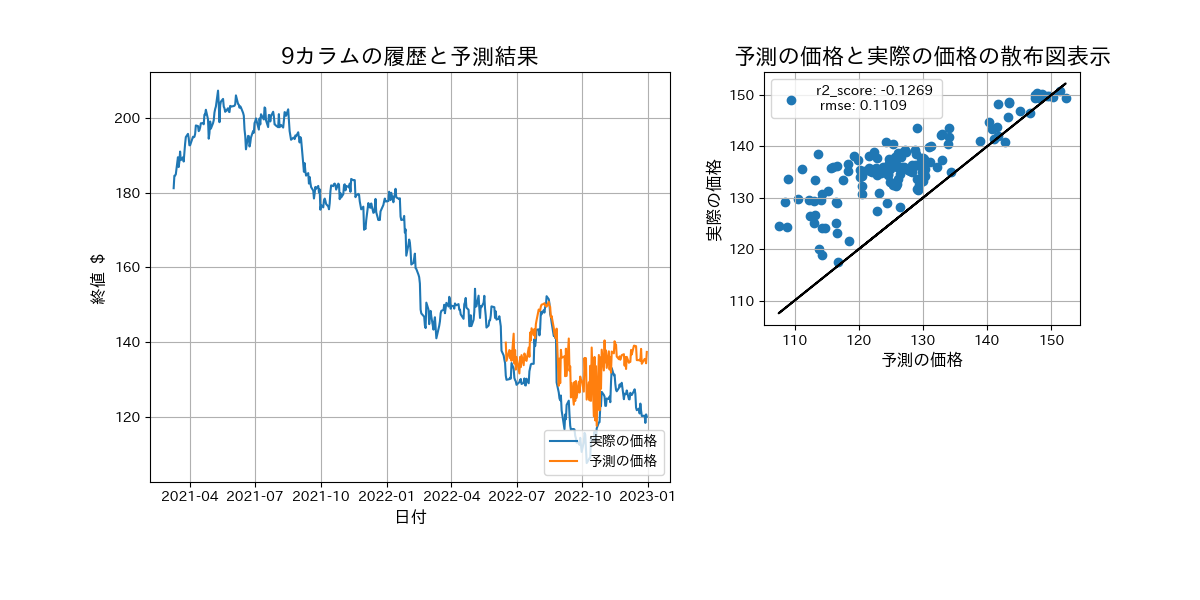 9カラムの履歴と予測結果
終値 $
200
180
160
140
120
2021-04 2021-07 2021-10 2022-01 2022-04 2022-07 2022-10 2023-01
日付
実際の価格
予測の価格
予測の価格と実際の価格の散布図表示
r2_score: -0.1269
rmse: 0.1109
実際の価格
150
140
130
120
110
110 120 130 140 150
予測の価格